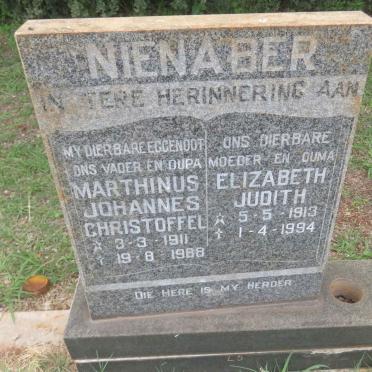 NIENABER
IN TERE HERINNERING AAN
MY DIERBARE EGGENOOT
ONS VADER EN OUPA
MARTHINUS
JOHANNES
CHRISTOFFEL
* 3-3-1911
† 19-8-1988
ONS DIERBARE
MOEDER EN OUMA
ELIZABETH
JUDITH
* 5-5-1913
† 1-4-1994
DIE HERE IS MY HERDER